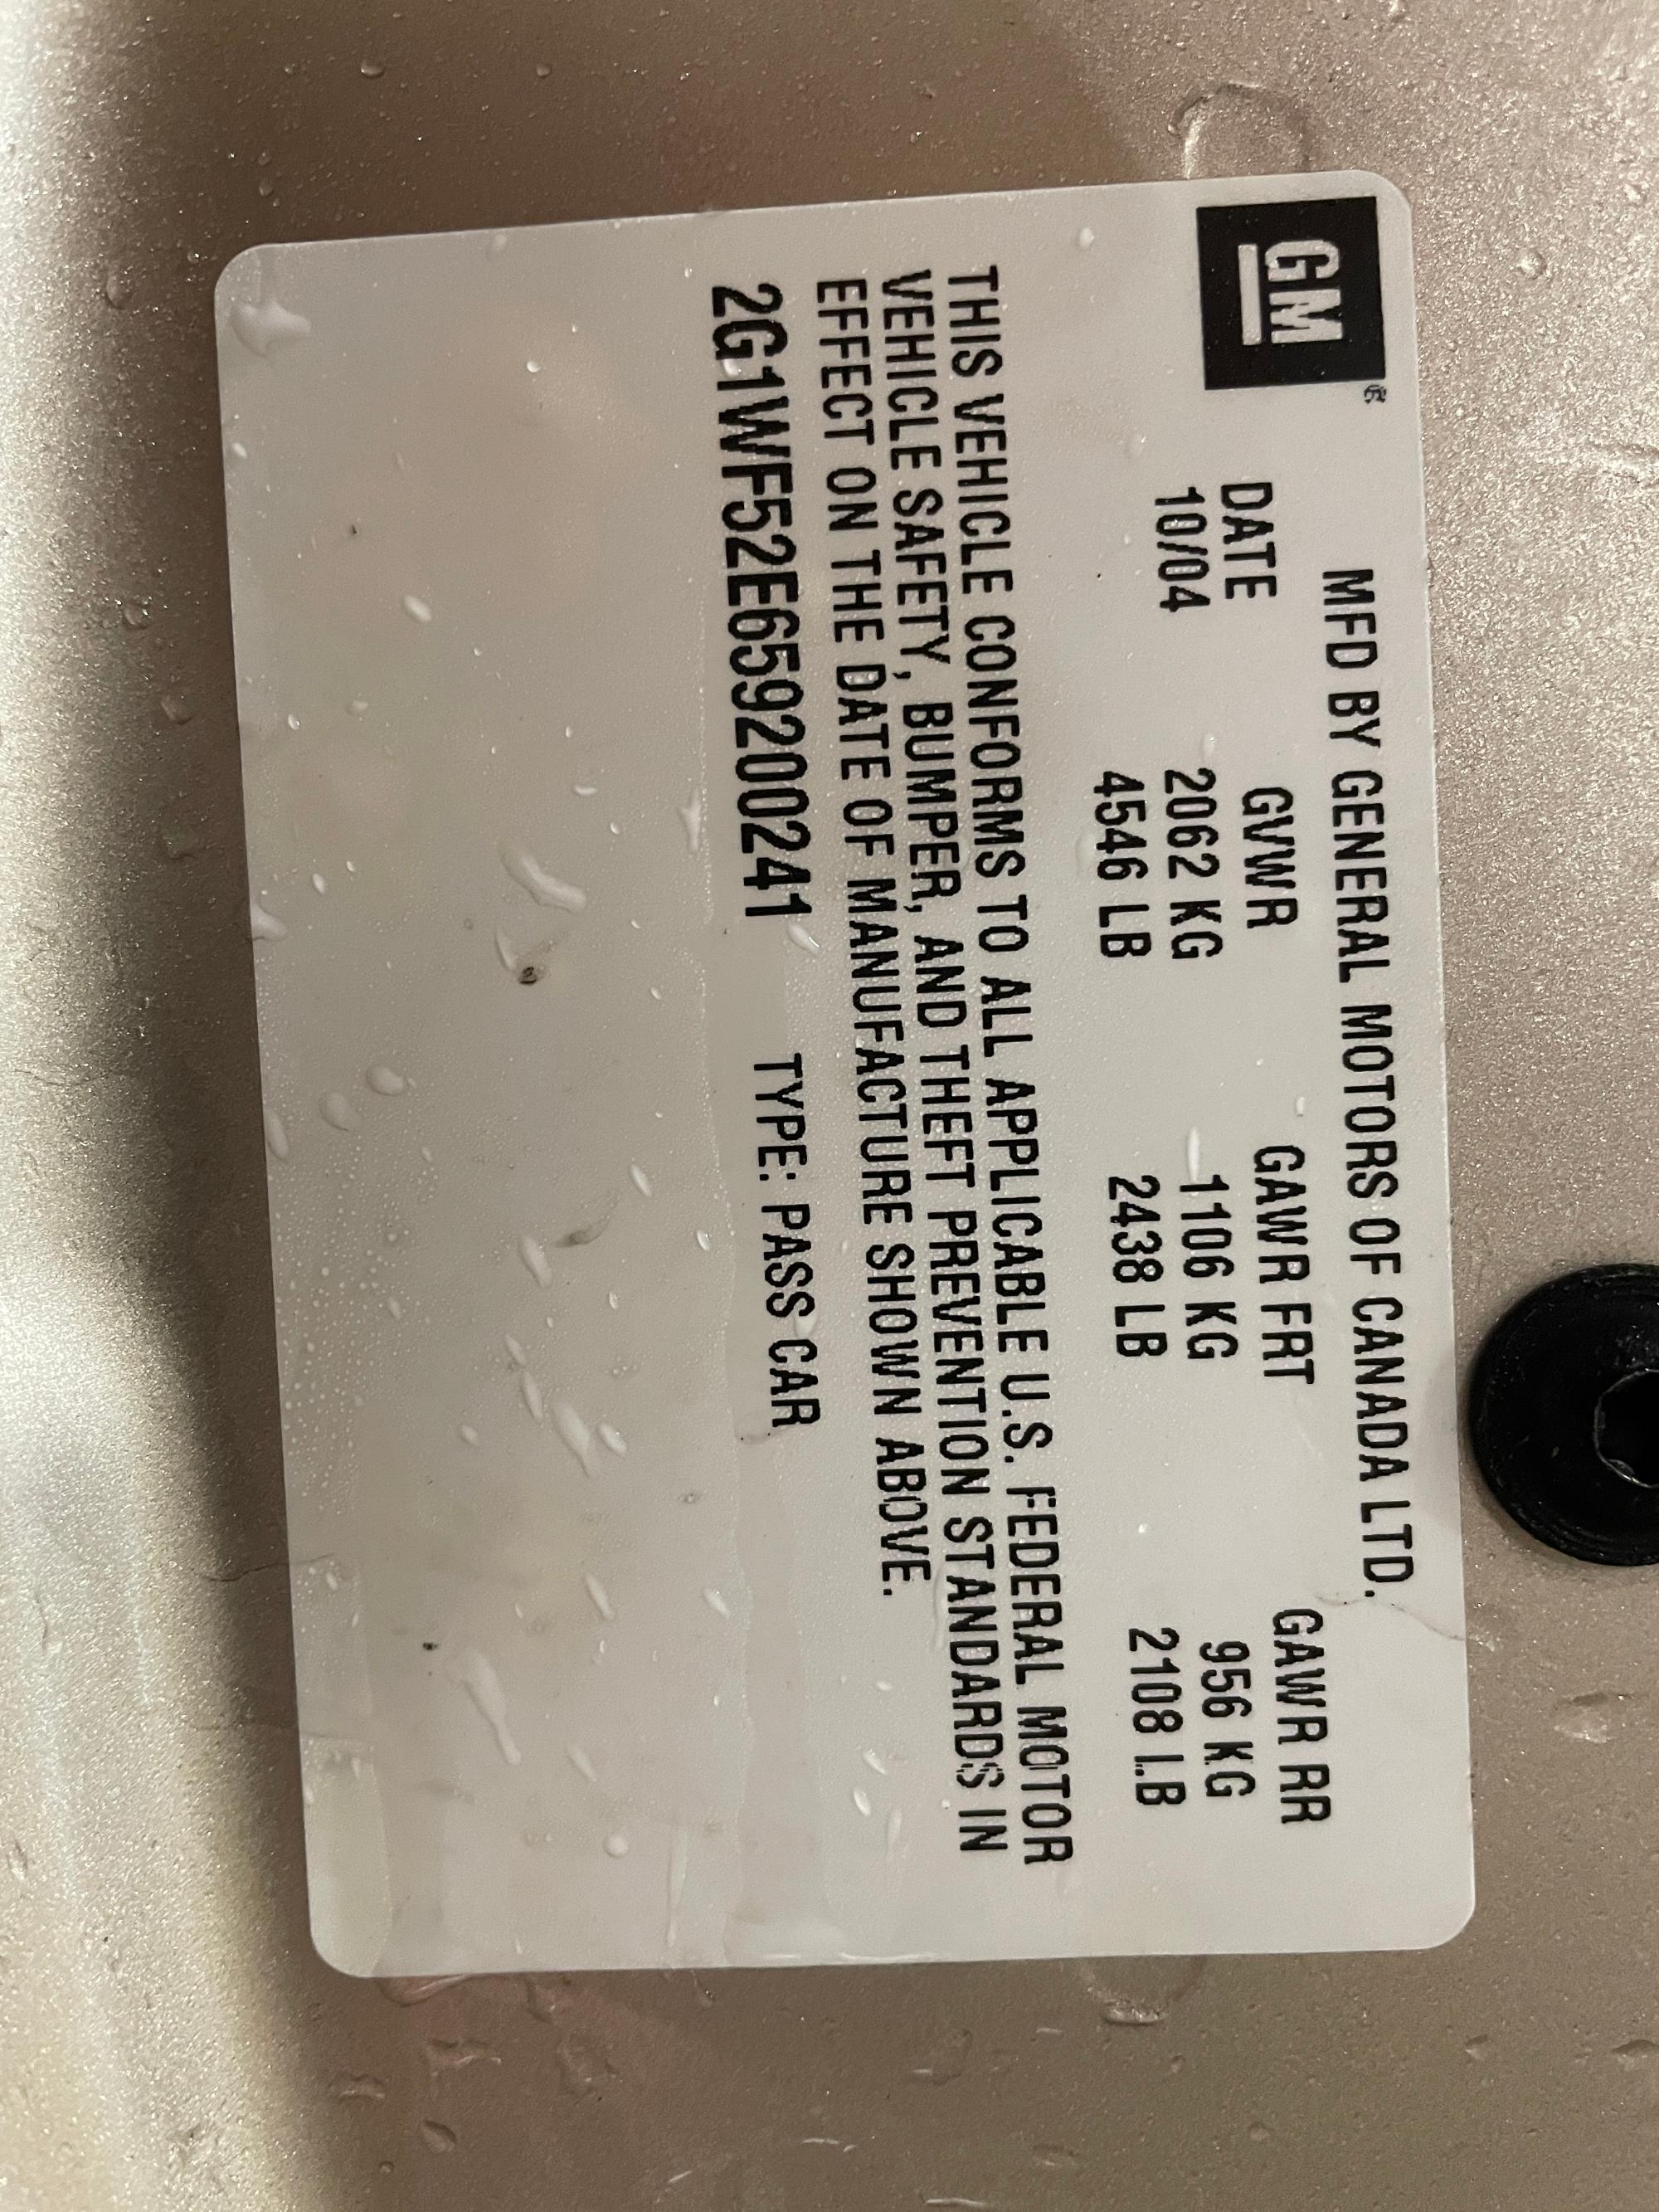 GM®
MFD BY GENERAL MOTORS OF CANADA LTD.
DATE GVWR GAWR FRT GAWR RR
10/04 2062 KG 1106 KG 956 KG
4546 LB 2438 LB 2108 LB
THIS VEHICLE CONFORMS TO ALL APPLICABLE U.S. FEDERAL MOTOR
VEHICLE SAFETY, BUMPER, AND THEFT PREVENTION STANDARDS IN
EFFECT ON THE DATE OF MANUFACTURE SHOWN ABOVE.
2G1WF52E659200241 TYPE: PASS CAR